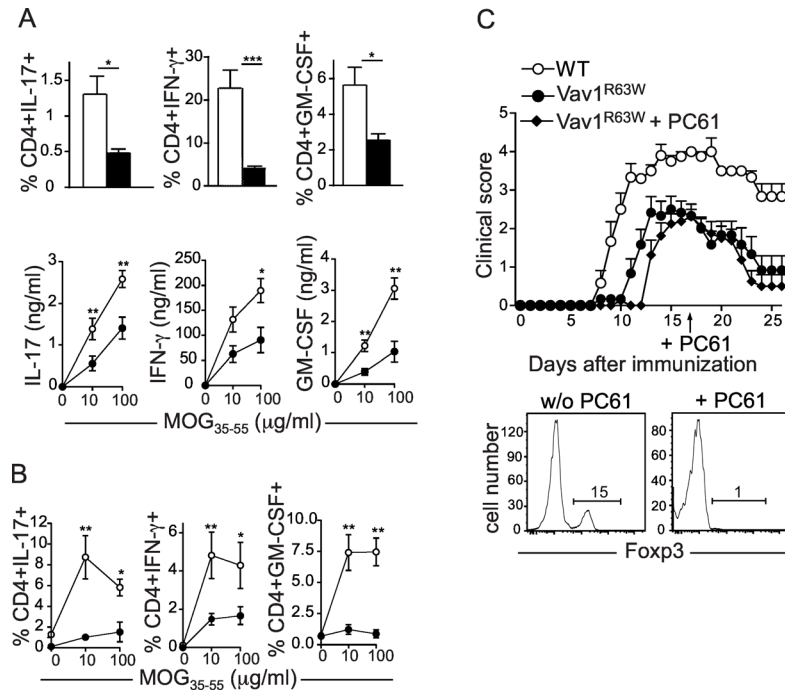 A
% CD4+IL-17+
1.5
1
0.5
0
*
% CD4+IFN-γ+
30
20
10
0
***
% CD4+GM-CSF+
6
4
2
0
*
IL-17 (ng/ml)
3
2
1
0
** **
0 10 100
IFN-γ (ng/ml)
250
200
150
100
50
0
*
0 10 100
GM-CSF (ng/ml)
4
3
2
1
0
** **
0 10 100
MOG35-55 (μg/ml)
B
% CD4+IL-17+
12
10
8
6
4
2
0
** *
0 10 100
% CD4+IFN-γ+
6
4
2
0
** *
0 10 100
% CD4+GM-CSF+
10.0
7.5
5.0
2.5
0
** **
0 10 100
MOG35-55 (μg/ml)
C
WT
Vav1R63W
Vav1R63W + PC61
Clinical score
5
4
3
2
1
0
0 5 10 15 20 25
+ PC61
Days after immunization
w/o PC61
+ PC61
cell number
120
90
60
30
0
15
80
60
40
20
0
1
Foxp3